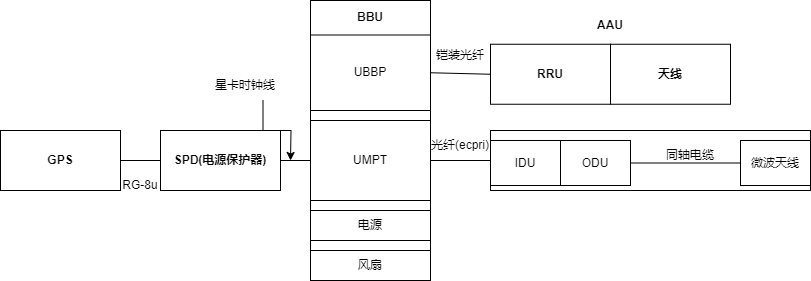 BBU
AAU
UBBP
铠装光纤
RRU
天线
星卡时钟线
GPS
RG-8u
SPD(电源保护器)
UMPT
光纤(ecpri)
IDU
ODU
同轴电缆
微波天线
电源
风扇